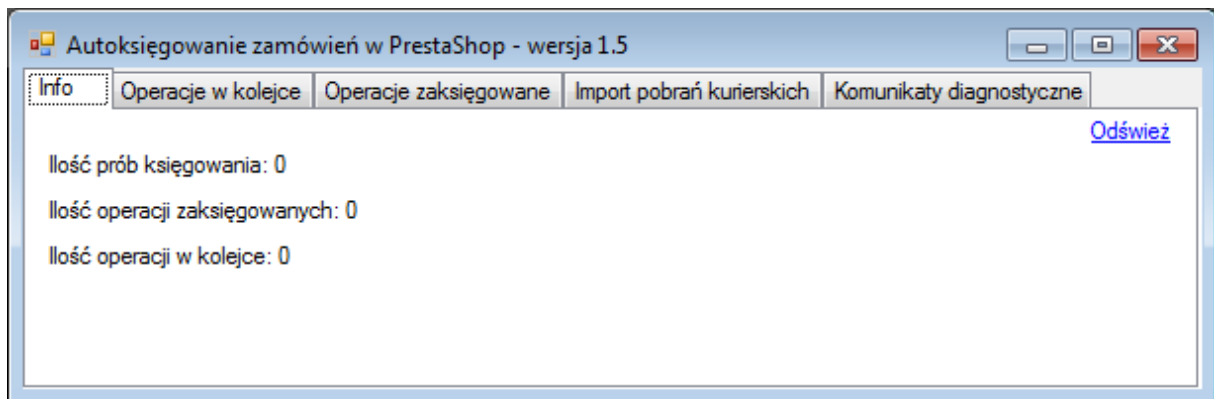 Autoksięgowanie zamówień w PrestaShop - wersja 1.5
Info Operacje w kolejce Operacje zaksięgowane Import pobrań kurierskich Komunikaty diagnostyczne
Odśwież
Ilość prób księgowania: 0
Ilość operacji zaksięgowanych: 0
Ilość operacji w kolejce: 0